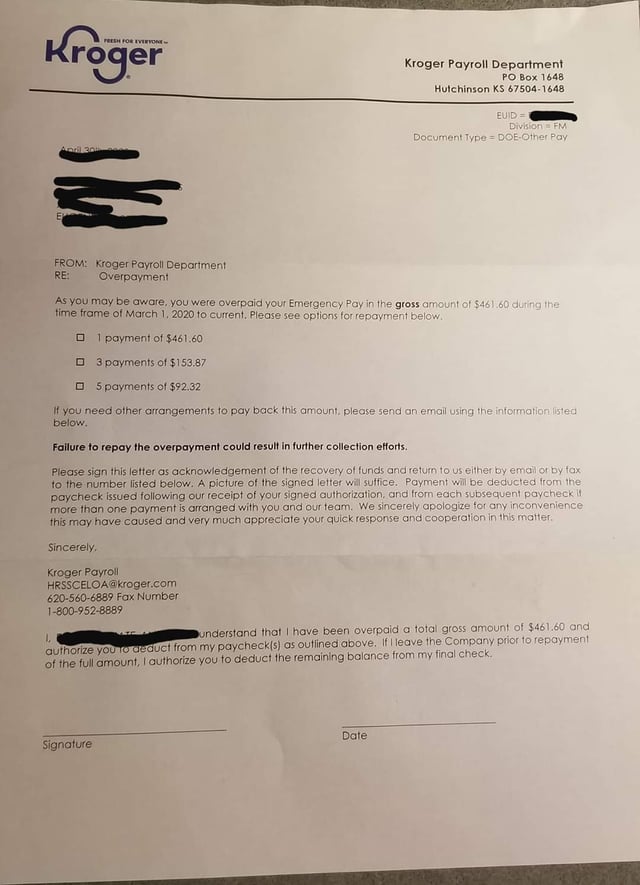 FRESH FOR EVERYONE™
Kroger
Kroger Payroll Department
PO Box 1648
Hutchinson KS 67504-1648
EUID =
Division = FM
Document Type = DOE-Other Pay
April 30th
FROM: Kroger Payroll Department
RE: Overpayment
As you may be aware, you were overpaid your Emergency Pay in the gross amount of $461.60 during the
time frame of March 1, 2020 to current. Please see options for repayment below.
1 payment of $461.60
3 payments of $153.87
5 payments of $92.32
If you need other arrangements to pay back this amount, please send an email using the information listed
below.
Failure to repay the overpayment could result in further collection efforts.
Please sign this letter as acknowledgement of the recovery of funds and return to us either by email or by fax
to the number listed below. A picture of the signed letter will suffice. Payment will be deducted from the
paycheck issued following our receipt of your signed authorization, and from each subsequent paycheck if
more than one payment is arranged with you and our team. We sincerely apologize for any inconvenience
this may have caused and very much appreciate your quick response and cooperation in this matter.
Sincerely,
Kroger Payroll
HRSSCELOA@kroger.com
620-560-6889 Fax Number
1-800-952-8889
I, understand that I have been overpaid a total gross amount of $461.60 and
authorize you to deduct from my paycheck(s) as outlined above. If I leave the Company prior to repayment
of the full amount, I authorize you to deduct the remaining balance from my final check.
Signature
Date